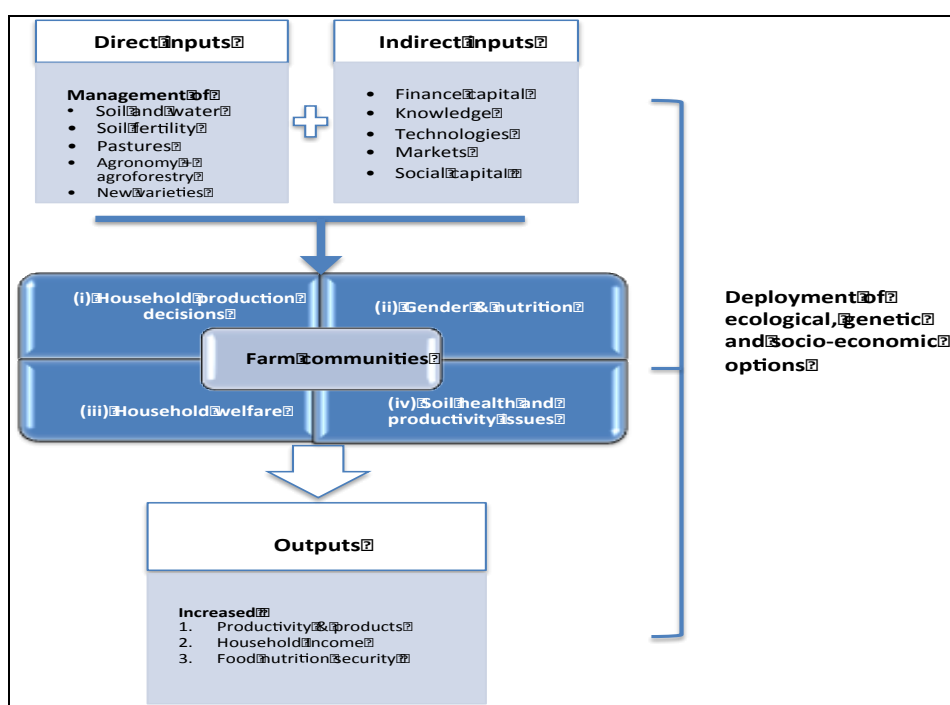 Direct inputs
Management of
• Soil and water
• Soil fertility
• Pastures
• Agronomy +
agroforestry
• New varieties
Indirect inputs
• Finance capital
• Knowledge
• Technologies
• Markets
• Social capital
(i) Household production
decisions
(ii) Gender & nutrition
Farm communities
(iii) Household welfare
(iv) Soil health and
productivity issues
Deployment of
ecological, genetic
and socio-economic
options
Outputs
Increased
1. Productivity & products
2. Household Income
3. Food nutrition security